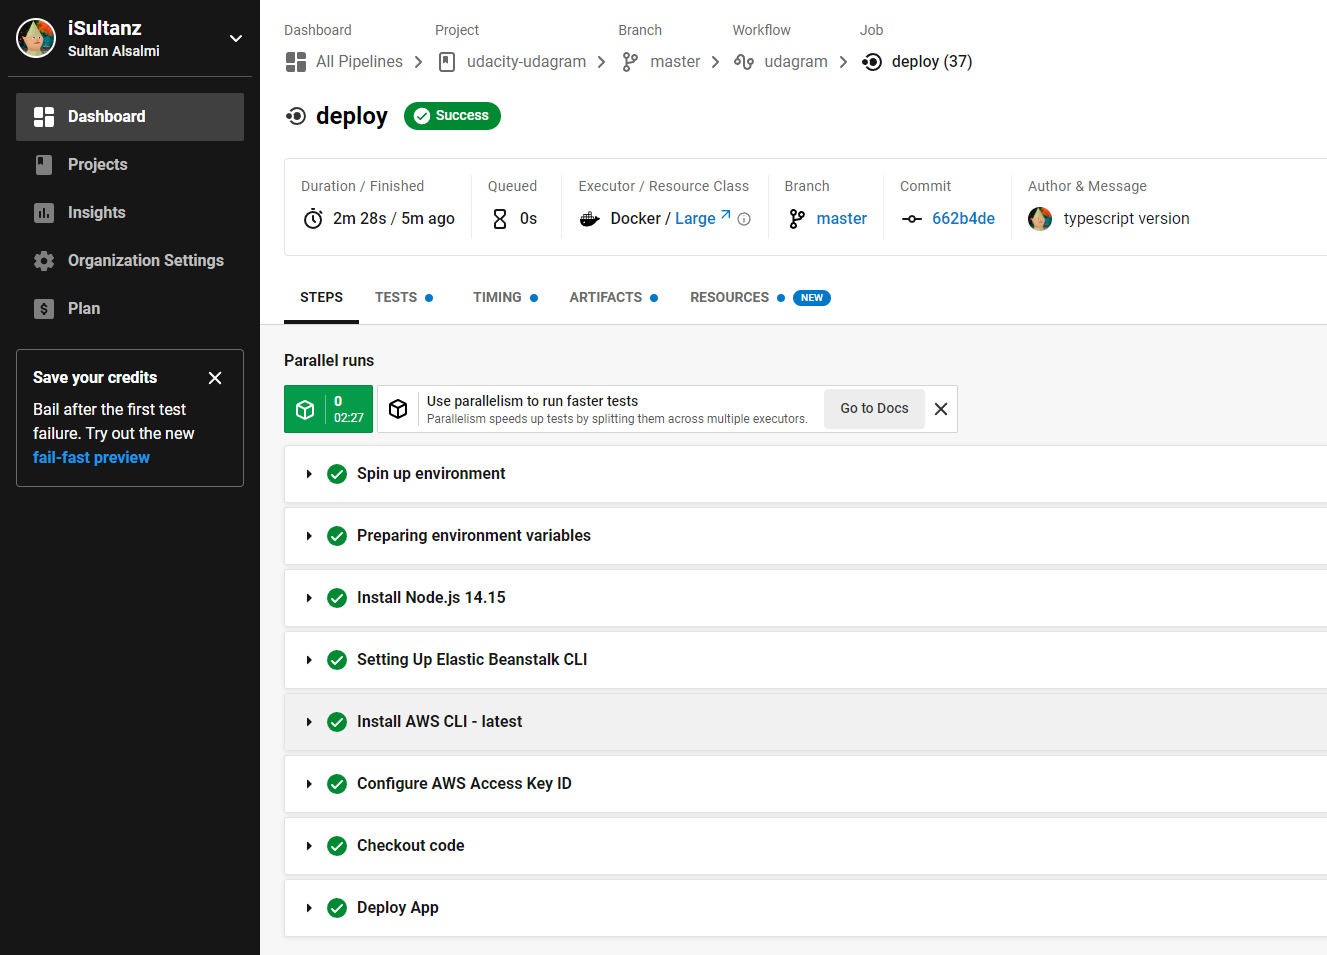 iSultanz
Sultan Alsalmi
Dashboard
Projects
Insights
Organization Settings
$ Plan
Save your credits
Bail after the first test
failure. Try out the new
fail-fast preview
Dashboard Project Branch Workflow Job
All Pipelines udacity-udagram master udagram deploy (37)
deploy Success
Duration / Finished Queued Executor / Resource Class Branch Commit Author & Message
2m 28s / 5m ago 0s Docker / Large master 662b4de typescript version
STEPS TESTS TIMING ARTIFACTS RESOURCES NEW
Parallel runs
0
02:27
Use parallelism to run faster tests
Parallelism speeds up tests by splitting them across multiple executors.
Go to Docs
Spin up environment
Preparing environment variables
Install Node.js 14.15
Setting Up Elastic Beanstalk CLI
Install AWS CLI - latest
Configure AWS Access Key ID
Checkout code
Deploy App